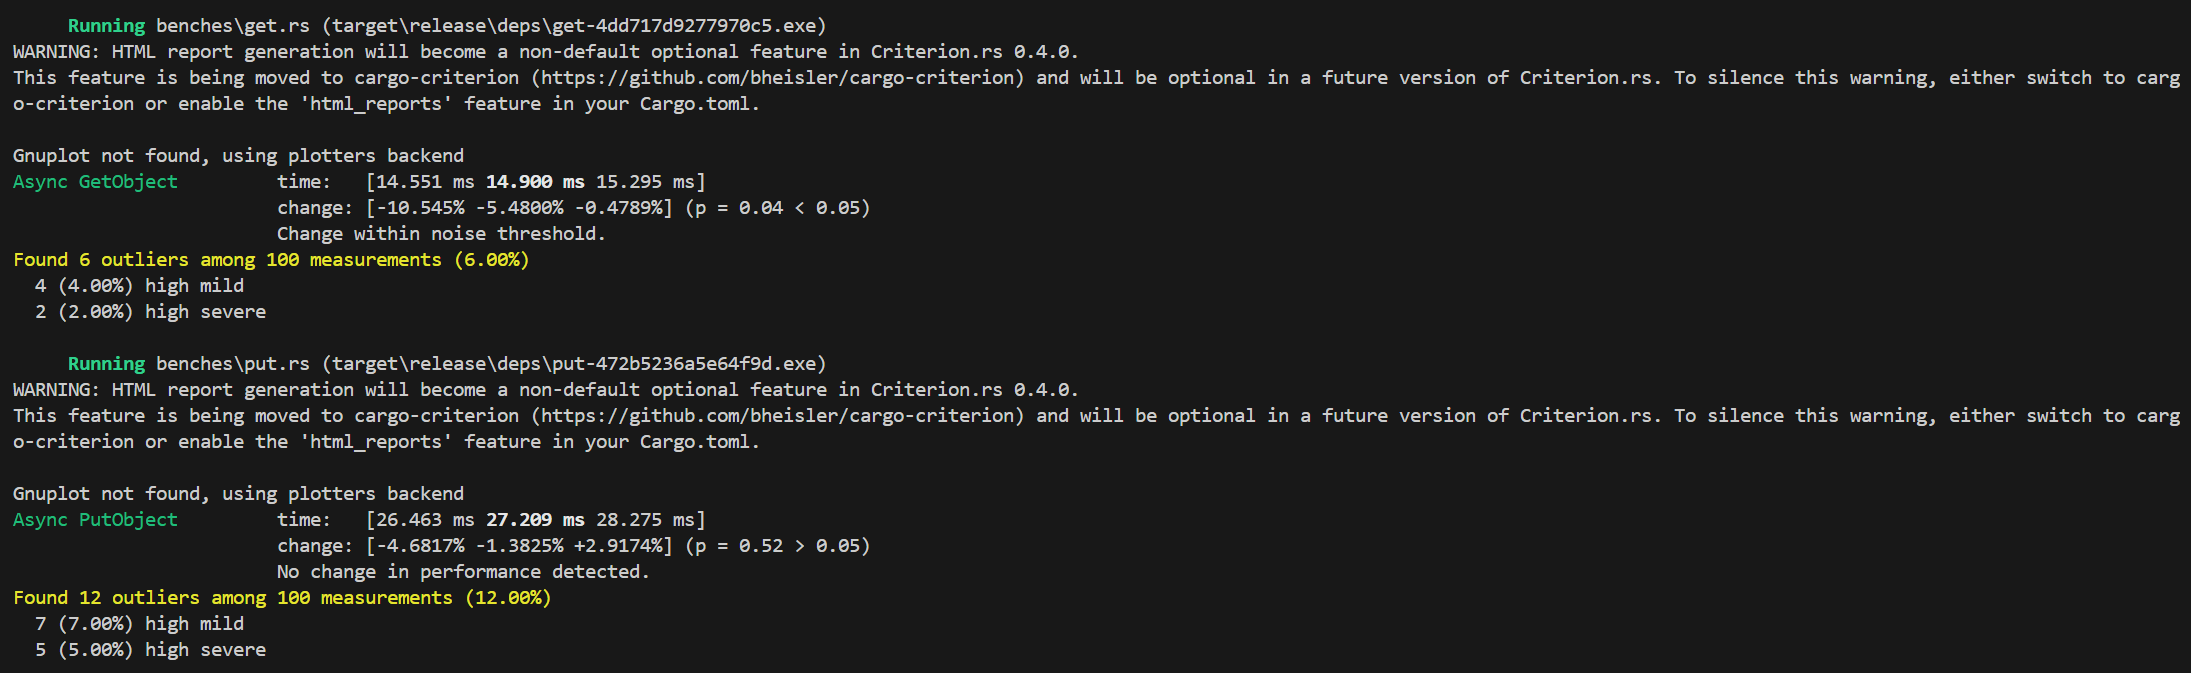 Running benches\get.rs (target\release\deps\get-4dd717d9277970c5.exe)
WARNING: HTML report generation will become a non-default optional feature in Criterion.rs 0.4.0.
This feature is being moved to cargo-criterion (https://github.com/bheisler/cargo-criterion) and will be optional in a future version of Criterion.rs. To silence this warning, either switch to carg
o-criterion or enable the 'html_reports' feature in your Cargo.toml.

Gnuplot not found, using plotters backend
Async GetObject         time:   [14.551 ms 14.900 ms 15.295 ms]
                        change: [-10.545% -5.4800% -0.4789%] (p = 0.04 < 0.05)
                        Change within noise threshold.
Found 6 outliers among 100 measurements (6.00%)
  4 (4.00%) high mild
  2 (2.00%) high severe

     Running benches\put.rs (target\release\deps\put-472b5236a5e64f9d.exe)
WARNING: HTML report generation will become a non-default optional feature in Criterion.rs 0.4.0.
This feature is being moved to cargo-criterion (https://github.com/bheisler/cargo-criterion) and will be optional in a future version of Criterion.rs. To silence this warning, either switch to carg
o-criterion or enable the 'html_reports' feature in your Cargo.toml.

Gnuplot not found, using plotters backend
Async PutObject         time:   [26.463 ms 27.209 ms 28.275 ms]
                        change: [-4.6817% -1.3825% +2.9174%] (p = 0.52 > 0.05)
                        No change in performance detected.
Found 12 outliers among 100 measurements (12.00%)
  7 (7.00%) high mild
  5 (5.00%) high severe